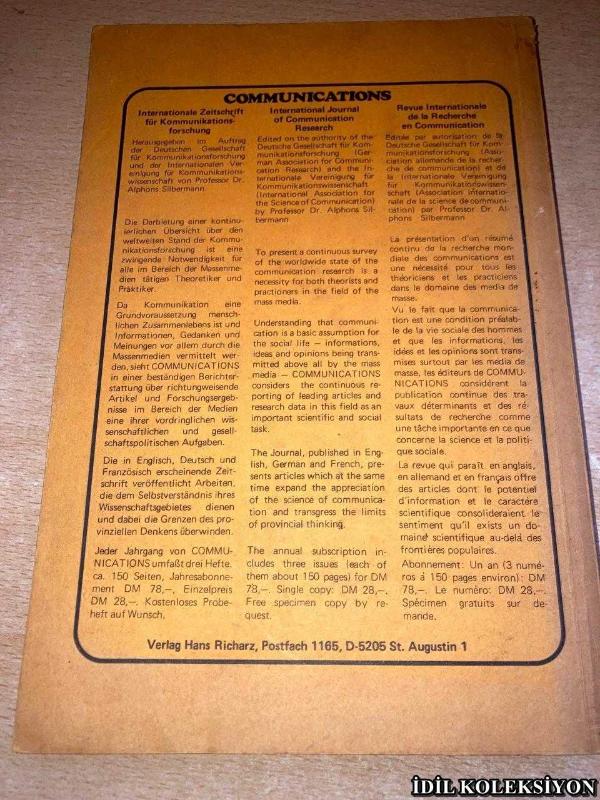 COMMUNICATIONS
Internationale Zeitschrift
für Kommunikations-
forschung
Herausgegeben im Auftrag
der Deutschen Gesellschaft
für Kommunikationsforschung
und der Internationalen Ver-
einigung für Kommunikations-
wissenschaft von Professor Dr.
Alphons Silbermann.
Die Darbietung einer kontinu-
ierlichen Übersicht über den
weltweiten Stand der Kommu-
nikationsforschung ist eine
zwingende Notwendigkeit für
alle im Bereich der Massenme-
dien tätigen Theoretiker und
Praktiker.
Da Kommunikation eine
Grundvoraussetzung mensch-
lichen Zusammenlebens ist und
Informationen, Gedanken und
Meinungen vor allem durch die
Massenmedien vermittelt wer-
den, sieht COMMUNICATIONS
in einer beständigen Berichter-
stattung über richtungweisende
Artikel und Forschungsergeb-
nisse im Bereich der Medien
eine ihrer vordringlichen wis-
senschaftlichen und gesell-
schaftspolitischen Aufgaben.
Die in Englisch, Deutsch und
Französisch erscheinende Zeit-
schrift veröffentlicht Arbeiten,
die dem Selbstverständnis ihres
Wissenschaftsgebietes dienen
und dabei die Grenzen des pro-
vinziellen Denkens überwinden.
Jeder Jahrgang von COMMU-
NICATIONS umfaßt drei Hefte.
ca. 150 Seiten, Jahresabonne-
ment DM 78,–, Einzelpreis
DM 28,–. Kostenloses Probe-
heft auf Wunsch.
International Journal
of Communication
Research
Edited on the authority of the
Deutsche Gesellschaft für Kom-
munikationsforschung (Ger-
man Association for Communi-
cation Research) and the In-
ternationale Vereinigung für
Kommunikationswissenschaft
(International Association for
the Science of Communication)
by Professor Dr. Alphons Sil-
bermann
To present a continuous survey
of the worldwide state of the
communication research is a
necessity for both theorists and
practioners in the field of the
mass media.
Understanding that communi-
cation is a basic assumption for
the social life – informations,
ideas and opinions being trans-
mitted above all by the mass
media – COMMUNICATIONS
considers the continuous re-
porting of leading articles and
research data in this field as an
important scientific and social
task.
The Journal, published in Eng-
lish, German and French, pre-
sents articles which at the same
time expand the appreciation
of the science of communica-
tion and transgress the limits
of provincial thinking.
The annual subscription in-
cludes three issues (each of
them about 150 pages) for DM
78,–. Single copy: DM 28,–.
Free specimen copy by re-
quest.
Revue Internationale
de la Recherche
en Communication
Editée par autorisation de la
Deutsche Gesellschaft für Kom-
munikationsforschung (Asso-
ciation allemande de la recher-
che de communication) et de
la (Internationale Vereinigung
für Kommunikationswissen-
schaft (Association internatio-
nale de la science de communi-
cation) par Professor Dr. Al-
phons Silbermann
La présentation d'un résumé
continu de la recherche mon-
diale des communications est
une nécessité pour tous les
théoriciens et les practiciens
dans le domaine des media de
masse.
Vu le fait que la communica-
tion est une condition préalab-
le de la vie sociale des hommes
et que les informations, les
idées et les opinions sont trans-
mises surtout par les media de
masse, les éditeurs de COMMU-
NICATIONS considèrent la
publication continue des tra-
vaux déterminants et des ré-
sultats de recherche comme
une tâche importante en ce que
concerne la science et la politi-
que sociale.
La revue qui paraît en anglais,
en allemand et en français offre
des articles dont le potentiel
d'information et le caractère
scientifique consolideraient le
sentiment qu'il existe un do-
maine scientifique au-delà des
frontières populaires.
Abonnement: Un an (3 numé-
ros á 150 pages environ): DM
78,–. Le numéro: DM 28,–.
Spécimen gratuits sur de-
mande.
Verlag Hans Richarz, Postfach 1165, D-5205 St. Augustin 1
İDİL KOLEKSİYON